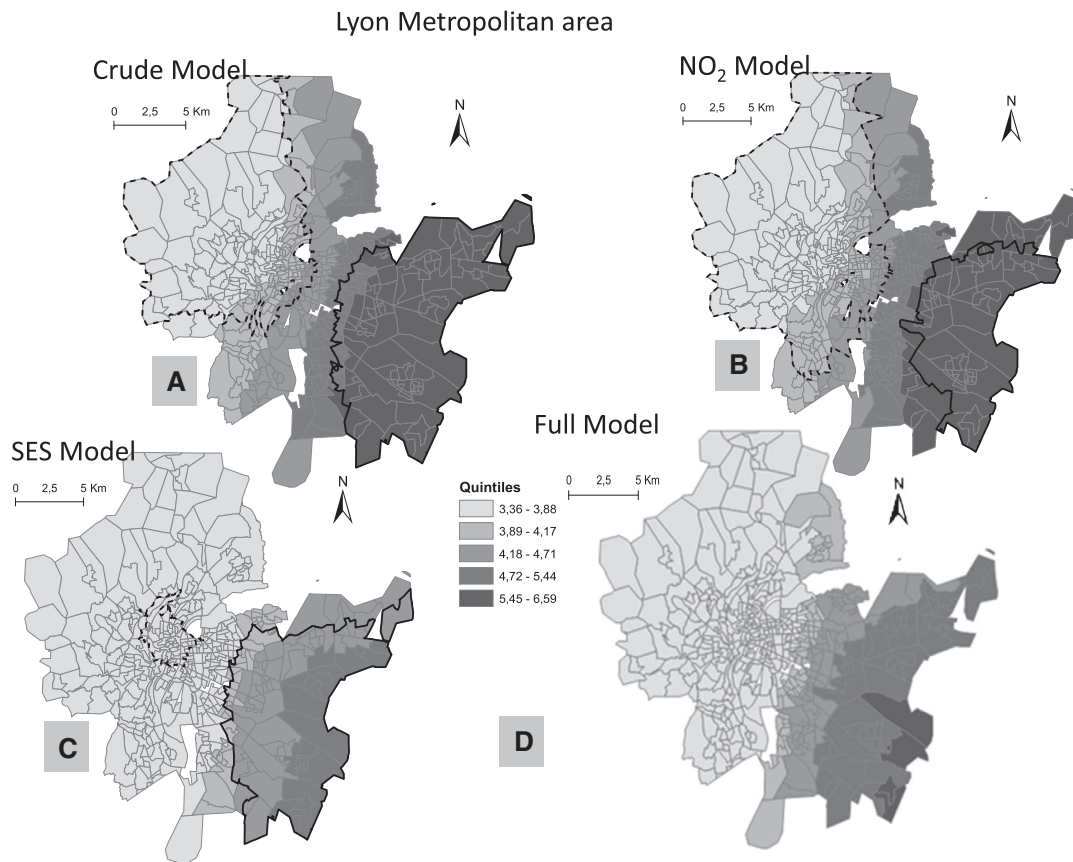 Lyon Metropolitan area
Crude Model
0 2,5 5 Km
N
A
NO₂ Model
0 2,5 5 Km
N
B
SES Model
0 2,5 5 Km
N
C
Quintiles
3,36 - 3,88
3,89 - 4,17
4,18 - 4,71
4,72 - 5,44
5,45 - 6,59
Full Model
0 2,5 5 Km
N
D